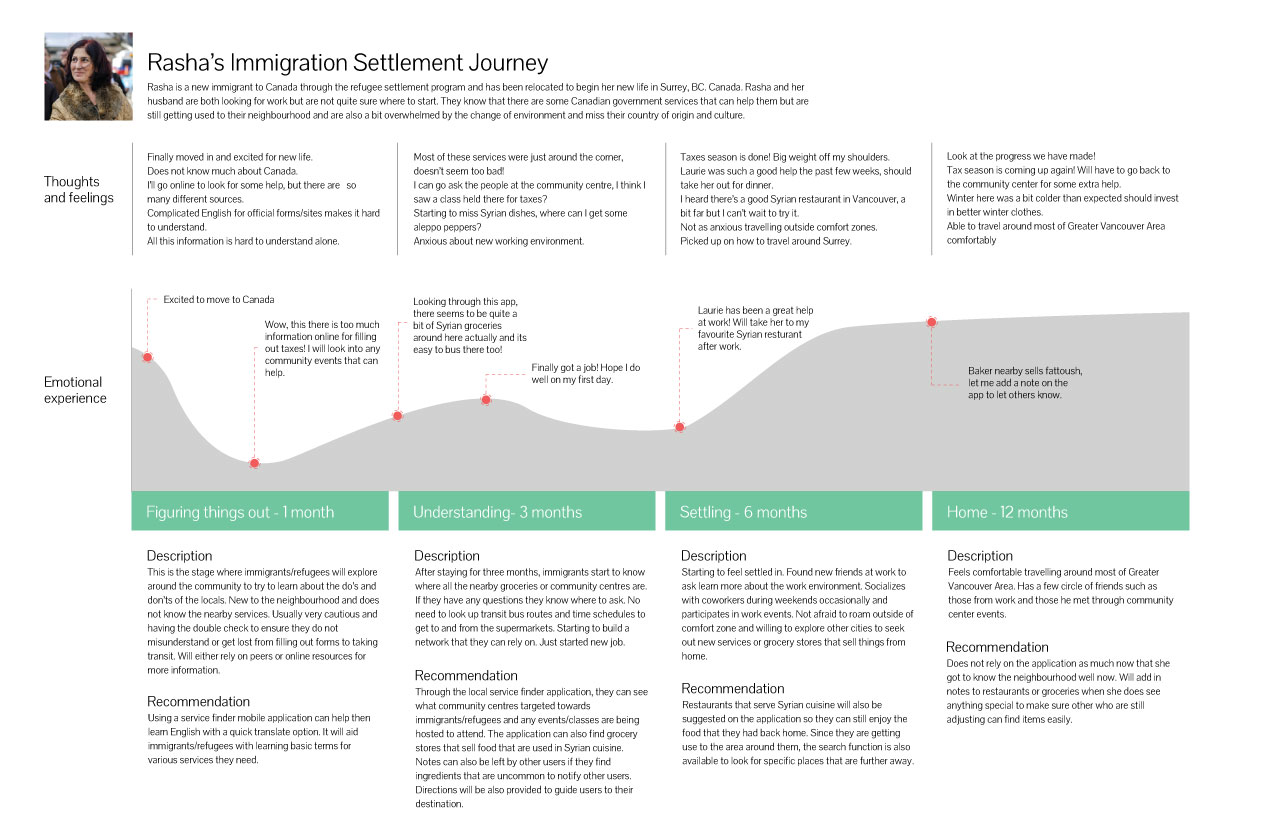 Rasha's Immigration Settlement Journey
Rasha is a new immigrant to Canada through the refugee settlement program and has been relocated to begin her new life in Surrey, BC. Canada. Rasha and her
husband are both looking for work but are not quite sure where to start. They know that there are some Canadian government services that can help them but are
still getting used to their neighbourhood and are also a bit overwhelmed by the change of environment and miss their country of origin and culture.
Thoughts
and feelings
Finally moved in and excited for new life.
Does not know much about Canada.
I'll go online to look for some help, but there are so
many different sources.
Complicated English for official forms/sites makes it hard
to understand.
All this information is hard to understand alone.
Most of these services were just around the corner,
doesn't seem too bad!
I can go ask the people at the community centre, I think I
saw a class held there for taxes?
Starting to miss Syrian dishes, where can I get some
aleppo peppers?
Anxious about new working environment.
Taxes season is done! Big weight off my shoulders.
Laurie was such a good help the past few weeks, should
take her out for dinner.
I heard there's a good Syrian restaurant in Vancouver, a
bit far but I can't wait to try it.
Not as anxious travelling outside comfort zones.
Picked up on how to travel around Surrey.
Look at the progress we have made!
Tax season is coming up again! Will have to go back to
the community center for some extra help.
Winter here was a bit colder than expected should invest
in better winter clothes.
Able to travel around most of Greater Vancouver Area
comfortably
Emotional
experience
Excited to move to Canada
Wow, this there is too much
information online for filling
out taxes! I will look into any
community events that can
help.
Looking through this app,
there seems to be quite a
bit of Syrian groceries
around here actually and its
easy to bus there too!
Finally got a job! Hope I do
well on my first day.
Laurie has been a great help
at work! Will take her to my
favourite Syrian resturant
after work.
Baker nearby sells fattoush,
let me add a note on the
app to let others know.
Figuring things out - 1 month
Understanding- 3 months
Settling - 6 months
Home - 12 months
Description
This is the stage where immigrants/refugees will explore
around the community to try to learn about the do's and
don'ts of the locals. New to the neighbourhood and does
not know the nearby services. Usually very cautious and
having the double check to ensure they do not
misunderstand or get lost from filling out forms to taking
transit. Will either rely on peers or online resources for
more information.
Recommendation
Using a service finder mobile application can help then
learn English with a quick translate option. It will aid
immigrants/refugees with learning basic terms for
various services they need.
Description
After staying for three months, immigrants start to know
where all the nearby groceries or community centres are.
If they have any questions they know where to ask. No
need to look up transit bus routes and time schedules to
get to and from the supermarkets. Starting to build a
network that they can rely on. Just started new job.
Recommendation
Through the local service finder application, they can see
what community centres targeted towards
immigrants/refugees and any events/classes are being
hosted to attend. The application can also find grocery
stores that sell food that are used in Syrian cuisine.
Notes can also be left by other users if they find
ingredients that are uncommon to notify other users.
Directions will be also provided to guide users to their
destination.
Description
Starting to feel settled in. Found new friends at work to
ask learn more about the work environment. Socializes
with coworkers during weekends occasionally and
participates in work events. Not afraid to roam outside of
comfort zone and willing to explore other cities to seek
out new services or grocery stores that sell things from
home.
Recommendation
Restaurants that serve Syrian cuisine will also be
suggested on the application so they can still enjoy the
food that they had back home. Since they are getting
use to the area around them, the search function is also
available to look for specific places that are further away.
Description
Feels comfortable travelling around most of Greater
Vancouver Area. Has a few circle of friends such as
those from work and those he met through community
center events.
Recommendation
Does not rely on the application as much now that she
got to know the neighbourhood well now. Will add in
notes to restaurants or groceries when she does see
anything special to make sure other who are still
adjusting can find items easily.